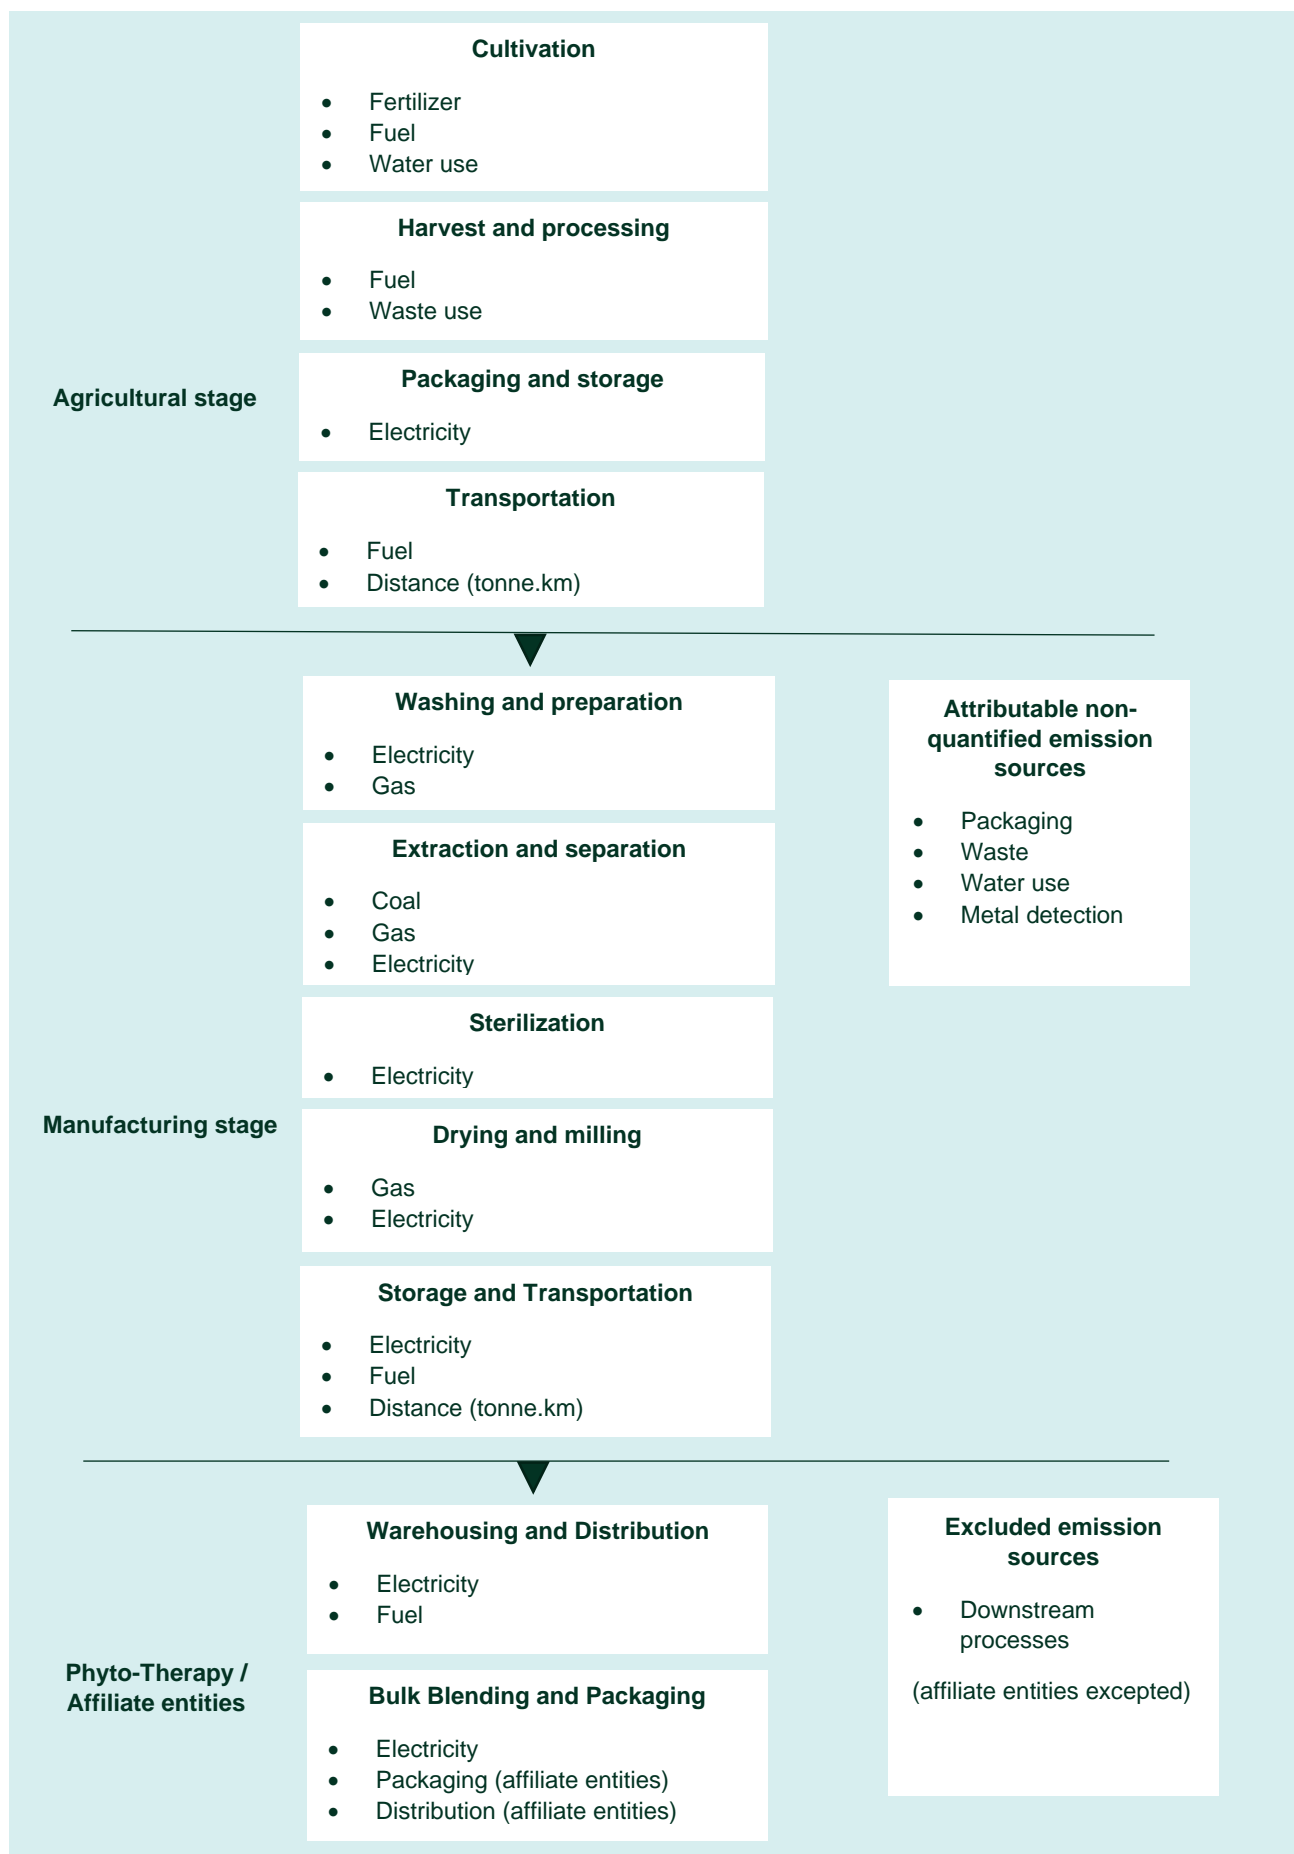 Cultivation
• Fertilizer
• Fuel
• Water use
Harvest and processing
• Fuel
• Waste use
Agricultural stage
Packaging and storage
• Electricity
Transportation
• Fuel
• Distance (tonne.km)
Washing and preparation
• Electricity
• Gas
Extraction and separation
• Coal
• Gas
• Electricity
Attributable non-
quantified emission
sources
• Packaging
• Waste
• Water use
• Metal detection
Sterilization
• Electricity
Manufacturing stage
Drying and milling
• Gas
• Electricity
Storage and Transportation
• Electricity
• Fuel
• Distance (tonne.km)
Warehousing and Distribution
• Electricity
• Fuel
Phyto-Therapy /
Affiliate entities
Bulk Blending and Packaging
• Electricity
• Packaging (affiliate entities)
• Distribution (affiliate entities)
Excluded emission
sources
• Downstream
processes
(affiliate entities excepted)